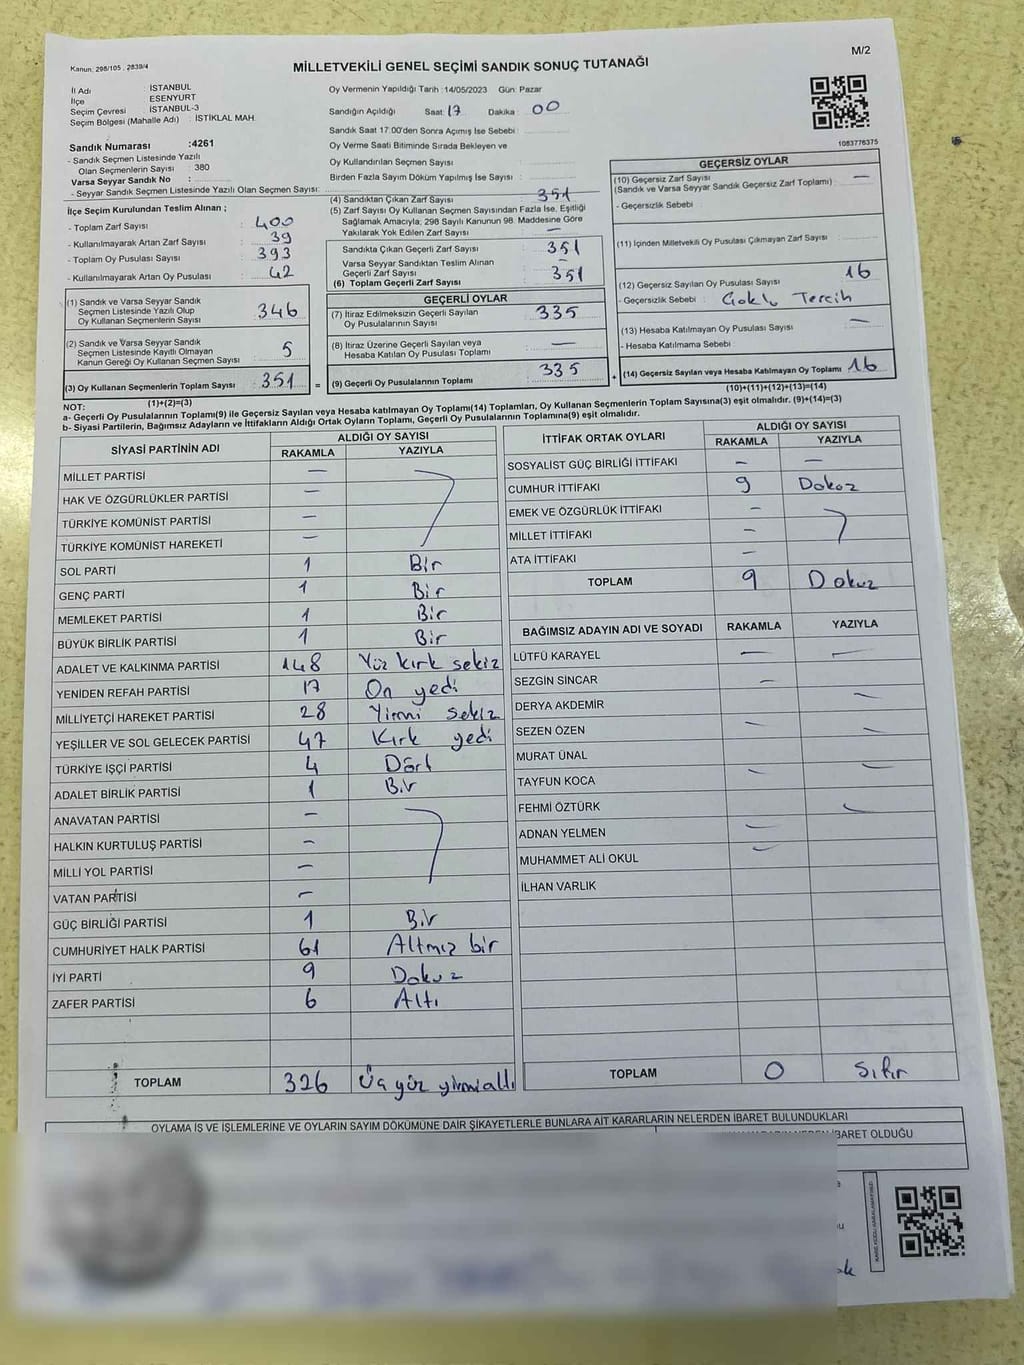 M/2
Kanun: 298/105 , 2839/4
MİLLETVEKİLİ GENEL SEÇİMİ SANDIK SONUÇ TUTANAĞI
İl Adı İSTANBUL
İlçe ESENYURT
Seçim Çevresi İSTANBUL-3
Seçim Bölgesi (Mahalle Adı) : İSTİKLAL MAH.
Sandık Numarası :4261
- Sandık Seçmen Listesinde Yazılı
Olan Seçmenlerin Sayısı : 380
Varsa Seyyar Sandık No :
- Seyyar Sandık Seçmen Listesinde Yazılı Olan Seçmen Sayısı:
Oy Vermenin Yapıldığı Tarih : 14/05/2023 Gün: Pazar
Sandığın Açıldığı Saat: 17 Dakika : 00
Sandık Saat 17:00'den Sonra Açımış İse Sebebi :
Oy Verme Saati Bitiminde Sırada Bekleyen ve
Oy Kullandırılan Seçmen Sayısı :
Birden Fazla Sayım Döküm Yapılmış İse Sayısı :
1083776375
İlçe Seçim Kurulundan Teslim Alınan ;
- Toplam Zarf Sayısı : 400
- Kullanılmayarak Artan Zarf Sayısı : 39
- Toplam Oy Pusulası Sayısı : 393
- Kullanılmayarak Artan Oy Pusulası : 42
(4) Sandıktan Çıkan Zarf Sayısı : 351
(5) Zarf Sayısı Oy Kullanan Seçmen Sayısından Fazla İse, Eşitliği
Sağlamak Amacıyla; 298 Sayılı Kanunun 98. Maddesine Göre
Yakılarak Yok Edilen Zarf Sayısı : —
Sandıkta Çıkan Geçerli Zarf Sayısı : 351
Varsa Seyyar Sandıktan Teslim Alınan
Geçerli Zarf Sayısı : –
(6) Toplam Geçerli Zarf Sayısı : 351
GEÇERSİZ OYLAR
(10) Geçersiz Zarf Sayısı : —
(Sandık ve Varsa Seyyar Sandık Geçersiz Zarf Toplamı)
- Geçersizlik Sebebi :
(11) İçinden Milletvekili Oy Pusulası Çıkmayan Zarf Sayısı :
(12) Geçersiz Sayılan Oy Pusulası Sayısı : 16
- Geçersizlik Sebebi : Çoklu Tercih
(13) Hesaba Katılmayan Oy Pusulası Sayısı : —
- Hesaba Katılmama Sebebi :
(14) Geçersiz Sayılan veya Hesaba Katılmayan Oy Toplamı : 16
(10)+(11)+(12)+(13)=(14)
(1) Sandık ve Varsa Seyyar Sandık
Seçmen Listesinde Yazılı Olup
Oy Kullanan Seçmenlerin Sayısı 346
(2) Sandık ve Varsa Seyyar Sandık
Seçmen Listesinde Kayıtlı Olmayan
Kanun Gereği Oy Kullanan Seçmen Sayısı 5
(3) Oy Kullanan Seçmenlerin Toplam Sayısı : 351 =
(1)+(2)=(3)
GEÇERLİ OYLAR
(7) İtiraz Edilmeksizin Geçerli Sayılan
Oy Pusulalarının Sayısı : 335
(8) İtiraz Üzerine Geçerli Sayılan veya
Hesaba Katılan Oy Pusulası Toplamı : —
(9) Geçerli Oy Pusulalarının Toplamı : 335 +
NOT:
a- Geçerli Oy Pusulalarının Toplamı(9) ile Geçersiz Sayılan veya Hesaba katılmayan Oy Toplamı(14) Toplamları, Oy Kullanan Seçmenlerin Toplam Sayısına(3) eşit olmalıdır. (9)+(14)=(3)
b- Siyasi Partilerin, Bağımsız Adayların ve İttifakların Aldığı Ortak Oyların Toplamı, Geçerli Oy Pusulalarının Toplamına(9) eşit olmalıdır.
SİYASİ PARTİNİN ADI ALDIĞI OY SAYISI
RAKAMLA YAZIYLA
MİLLET PARTİSİ —
HAK VE ÖZGÜRLÜKLER PARTİSİ —
TÜRKİYE KOMÜNİST PARTİSİ —
TÜRKİYE KOMÜNİST HAREKETİ —
SOL PARTİ 1 Bir
GENÇ PARTİ 1 Bir
MEMLEKET PARTİSİ 1 Bir
BÜYÜK BİRLİK PARTİSİ 1 Bir
ADALET VE KALKINMA PARTİSİ 148 Yüz kırk sekiz
YENİDEN REFAH PARTİSİ 17 On yedi
MİLLİYETÇİ HAREKET PARTİSİ 28 Yirmi sekiz
YEŞİLLER VE SOL GELECEK PARTİSİ 47 Kırk yedi
TÜRKİYE İŞÇİ PARTİSİ 4 Dört
ADALET BİRLİK PARTİSİ 1 Bir
ANAVATAN PARTİSİ —
HALKIN KURTULUŞ PARTİSİ —
MİLLİ YOL PARTİSİ —
VATAN PARTİSİ —
GÜÇ BİRLİĞİ PARTİSİ 1 Bir
CUMHURİYET HALK PARTİSİ 61 Altmız bir
İYİ PARTİ 9 Dokuz
ZAFER PARTİSİ 6 Altı
TOPLAM 326 Üç yüz yirmialtı
İTTİFAK ORTAK OYLARI ALDIĞI OY SAYISI
RAKAMLA YAZIYLA
SOSYALİST GÜÇ BİRLİĞİ İTTİFAKI — —
CUMHUR İTTİFAKI 9 Dokuz
EMEK VE ÖZGÜRLÜK İTTİFAKI —
MİLLET İTTİFAKI —
ATA İTTİFAKI —
TOPLAM 9 Dokuz
BAĞIMSIZ ADAYIN ADI VE SOYADI RAKAMLA YAZIYLA
LÜTFÜ KARAYEL — —
SEZGİN SİNCAR —
DERYA AKDEMİR —
SEZEN ÖZEN — —
MURAT ÜNAL —
TAYFUN KOCA —
FEHMİ ÖZTÜRK —
ADNAN YELMEN —
MUHAMMET ALİ OKUL —
İLHAN VARLIK
TOPLAM 0 Sıfır
OYLAMA İŞ VE İŞLEMLERİNE VE OYLARIN SAYIM DÖKÜMÜNE DAİR ŞİKAYETLERLE BUNLARA AİT KARARLARIN NELERDEN İBARET BULUNDUKLARI
İBARET OLDUĞU